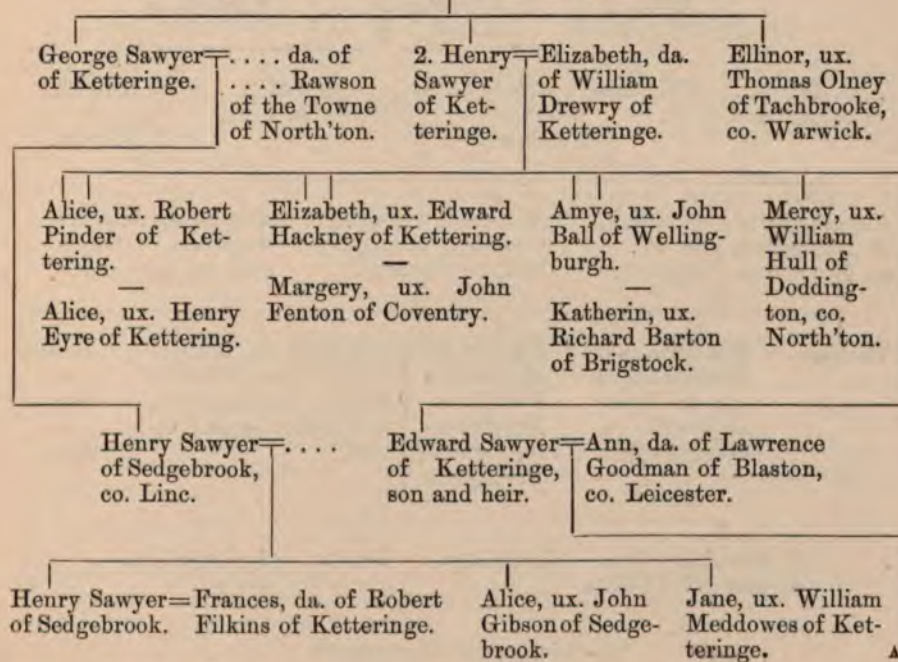 George Sawyer=. . . . da. of
of Ketteringe. . . . . Rawson
of the Towne
of North'ton.
2. Henry=Elizabeth, da.
Sawyer of William
of Ket- Drewry of
teringe. Ketteringe.
Ellinor, ux.
Thomas Olney
of Tachbrooke,
co. Warwick.
Alice, ux. Robert
Pinder of Ket-
tering.
—
Alice, ux. Henry
Eyre of Kettering.
Elizabeth, ux. Edward
Hackney of Kettering.
—
Margery, ux. John
Fenton of Coventry.
Amye, ux. John
Ball of Welling-
burgh.
—
Katherin, ux.
Richard Barton
of Brigstock.
Mercy, ux.
William
Hull of
Dodding-
ton, co.
North'ton.
Henry Sawyer=. . . .
of Sedgebrook,
co. Linc.
Edward Sawyer=Ann, da. of Lawrence
of Ketteringe, Goodman of Blaston,
son and heir. co. Leicester.
Henry Sawyer=Frances, da. of Robert
of Sedgebrook. Filkins of Ketteringe.
Alice, ux. John
Gibson of Sedge-
brook.
Jane, ux. William
Meddowes of Ket-
teringe.
A